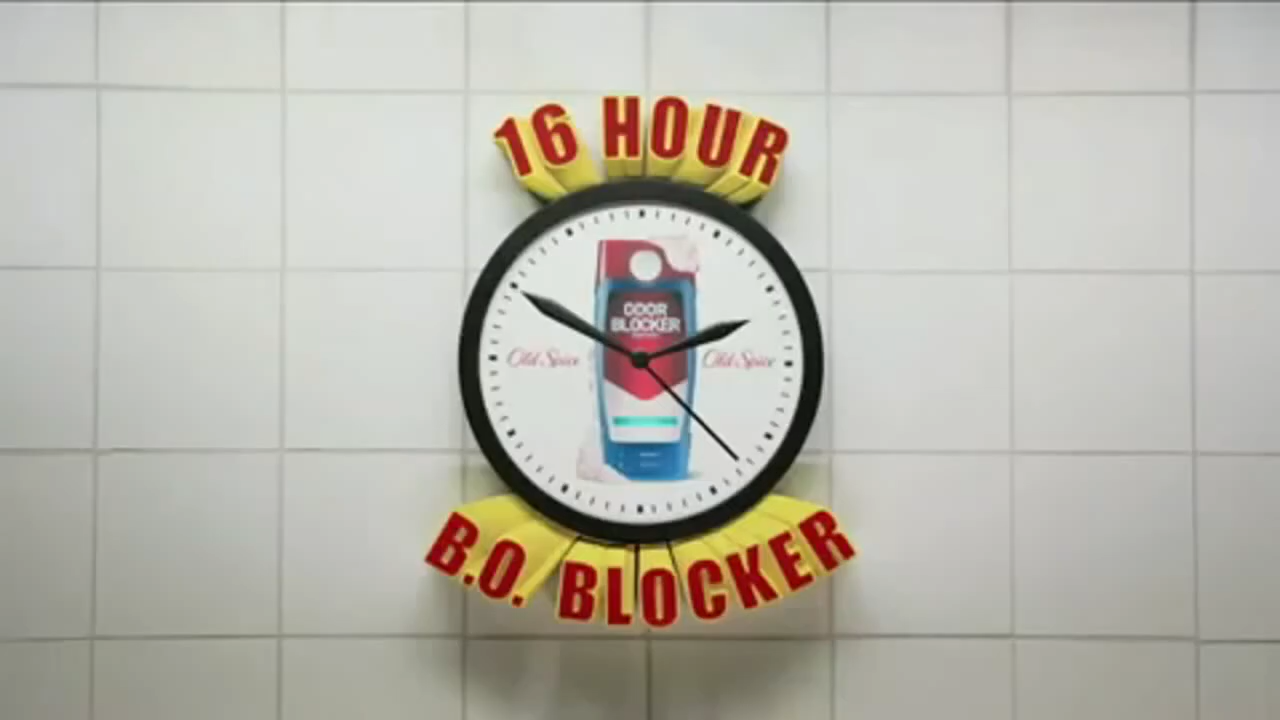 16 HOUR
ODOR
BLOCKER
Old Spice Old Spice
B.O. BLOCKER